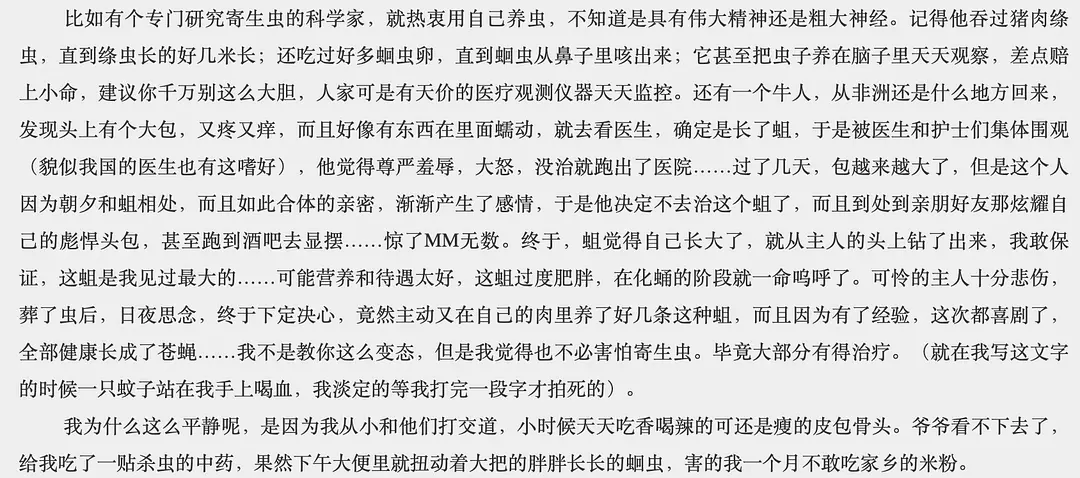 比如有个专门研究寄生虫的科学家，就热衷用自己养虫，不知道是具有伟大精神还是粗大神经。记得他吞过猪肉绦
虫，直到绦虫长的好几米长；还吃过好多蛔虫卵，直到蛔虫从鼻子里咳出来；它甚至把虫子养在脑子里天天观察，差点赔
上小命，建议你千万别这么大胆，人家可是有天价的医疗观测仪器天天监控。还有一个牛人，从非洲还是什么地方回来，
发现头上有个大包，又疼又痒，而且好像有东西在里面蠕动，就去看医生，确定是长了蛆，于是被医生和护士们集体围观
（貌似我国的医生也有这嗜好），他觉得尊严羞辱，大怒，没治就跑出了医院……过了几天，包越来越大了，但是这个人
因为朝夕和蛆相处，而且如此合体的亲密，渐渐产生了感情，于是他决定不去治这个蛆了，而且到处到亲朋好友那炫耀自
己的彪悍头包，甚至跑到酒吧去显摆……惊了MM无数。终于，蛆觉得自己长大了，就从主人的头上钻了出来，我敢保
证，这蛆是我见过最大的……可能营养和待遇太好，这蛆过度肥胖，在化蛹的阶段就一命呜呼了。可怜的主人十分悲伤，
葬了虫后，日夜思念，终于下定决心，竟然主动又在自己的肉里养了好几条这种蛆，而且因为有了经验，这次都喜剧了，
全部健康长成了苍蝇……我不是教你这么变态，但是我觉得也不必害怕寄生虫。毕竟大部分有得治疗。（就在我写这文字
的时候一只蚊子站在我手上喝血，我淡定的等我打完一段字才拍死的）。
我为什么这么平静呢，是因为我从小和他们打交道，小时候天天吃香喝辣的可还是瘦的皮包骨头。爷爷看不下去了，
给我吃了一贴杀虫的中药，果然下午大便里就扭动着大把的胖胖长长的蛔虫，害的我一个月不敢吃家乡的米粉。